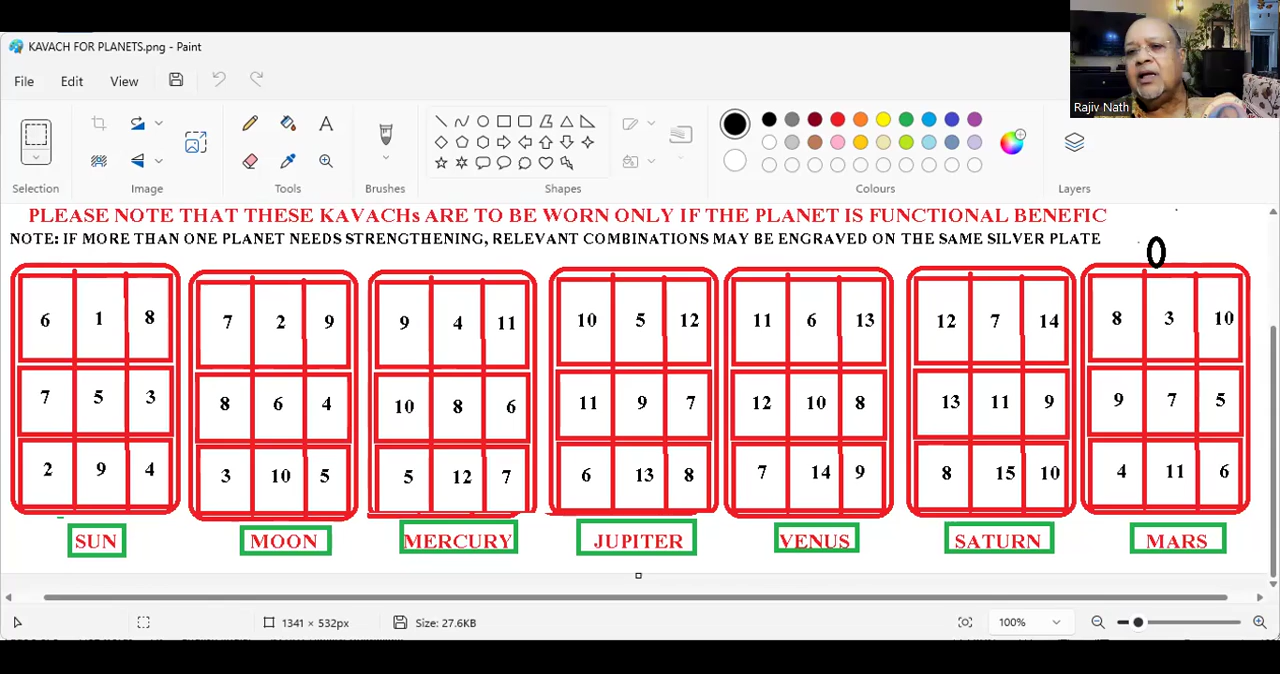 KAVACH FOR PLANETS.png - Paint
File Edit View
Rajiv Nath
A
Selection Image Tools Brushes Shapes Colours Layers
PLEASE NOTE THAT THESE KAVACHs ARE TO BE WORN ONLY IF THE PLANET IS FUNCTIONAL BENEFIC
NOTE: IF MORE THAN ONE PLANET NEEDS STRENGTHENING, RELEVANT COMBINATIONS MAY BE ENGRAVED ON THE SAME SILVER PLATE
0
6 1 8 7 2 9 9 4 11 10 5 12 11 6 13 12 7 14 8 3 10
7 5 3 8 6 4 10 8 6 11 9 7 12 10 8 13 11 9 9 7 5
2 9 4 3 10 5 5 12 7 6 13 8 7 14 9 8 15 10 4 11 6
SUN MOON MERCURY JUPITER VENUS SATURN MARS
1341 × 532px Size: 27.6KB 100%